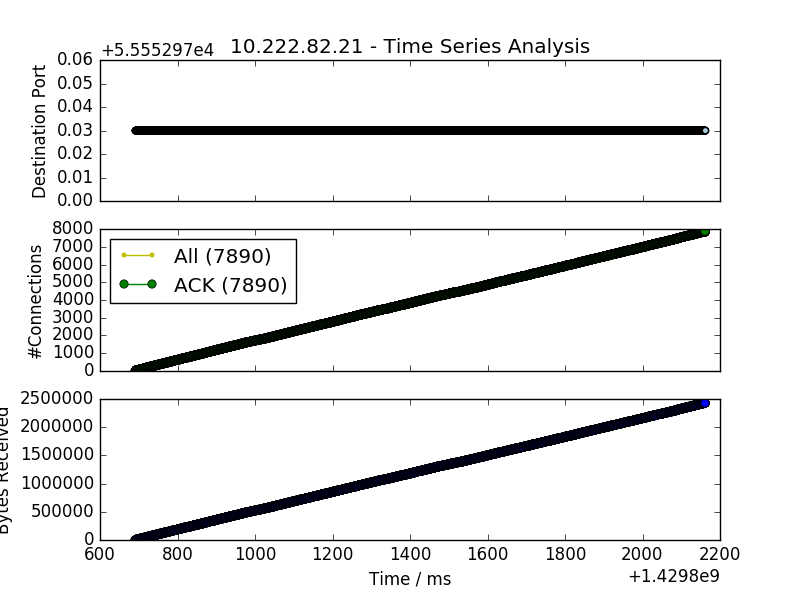 +5.555297e4 10.222.82.21 - Time Series Analysis
0.06
0.05
0.04
0.03
0.02
0.01
0.00
Destination Port
8000
7000
6000
5000
4000
3000
2000
1000
0
#Connections
All (7890)
ACK (7890)
2500000
2000000
1500000
1000000
500000
0
Bytes Received
600 800 1000 1200 1400 1600 1800 2000 2200
Time / ms
+1.4298e9